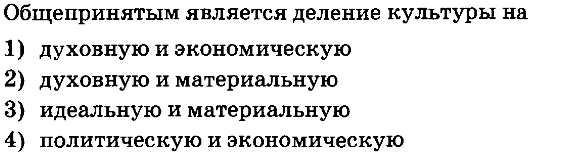 Общепринятым является деление культуры на
1) духовную и экономическую
2) духовную и материальную
3) идеальную и материальную
4) политическую и экономическую